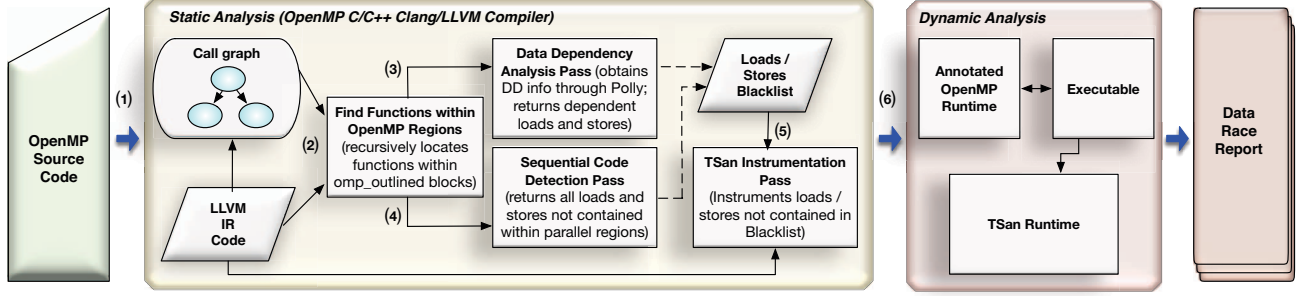 Static Analysis (OpenMP C/C++ Clang/LLVM Compiler)
Dynamic Analysis
OpenMP
Source
Code
(1)
Call graph
LLVM
IR
Code
(2)
Find Functions within
OpenMP Regions
(recursively locates
functions within
omp_outlined blocks)
(3)
(4)
Data Dependency
Analysis Pass (obtains
DD info through Polly;
returns dependent
loads and stores)
Sequential Code
Detection Pass
(returns all loads and
stores not contained
within parallel regions)
Loads /
Stores
Blacklist
(5)
TSan Instrumentation
Pass
(Instruments loads /
stores not contained in
Blacklist)
(6)
Annotated
OpenMP
Runtime
Executable
TSan Runtime
Data
Race
Report